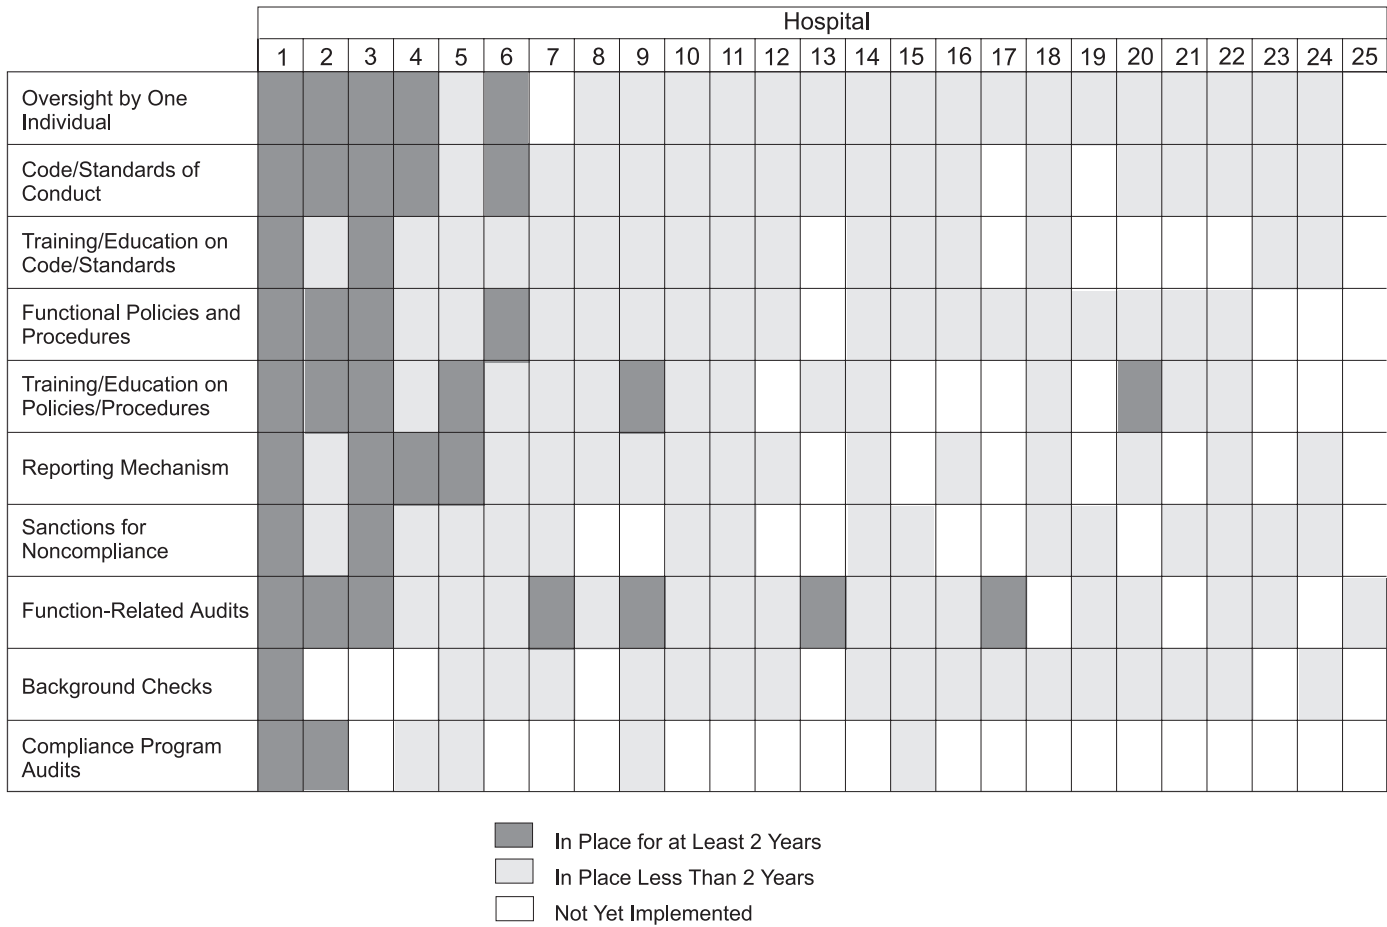 Hospital
1 2 3 4 5 6 7 8 9 10 11 12 13 14 15 16 17 18 19 20 21 22 23 24 25
Oversight by One
Individual
Code/Standards of
Conduct
Training/Education on
Code/Standards
Functional Policies and
Procedures
Training/Education on
Policies/Procedures
Reporting Mechanism
Sanctions for
Noncompliance
Function-Related Audits
Background Checks
Compliance Program
Audits
In Place for at Least 2 Years
In Place Less Than 2 Years
Not Yet Implemented